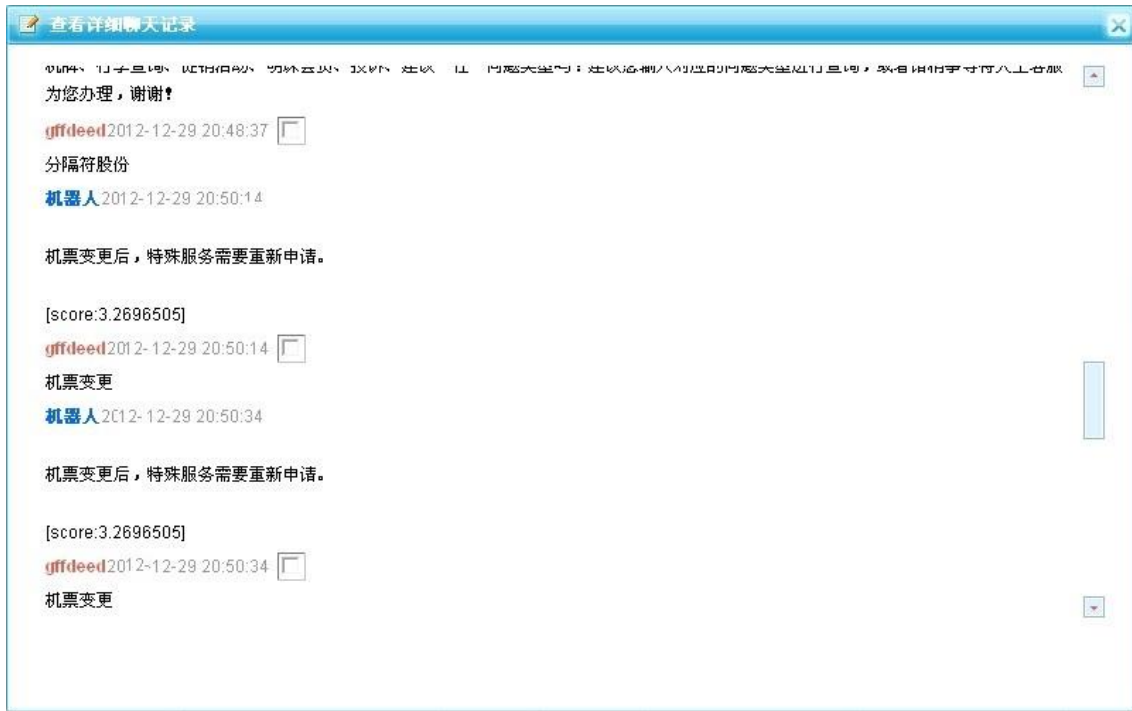 查看详细聊天记录
为您办理，谢谢！
gffdeed2012-12-29 20:48:37
分隔符股份
机器人2012-12-29 20:50:14
机票变更后，特殊服务需要重新申请。
[score:3.2696505]
gffdeed2012-12-29 20:50:14
机票变更
机器人2012-12-29 20:50:34
机票变更后，特殊服务需要重新申请。
[score:3.2696505]
gffdeed2012-12-29 20:50:34
机票变更